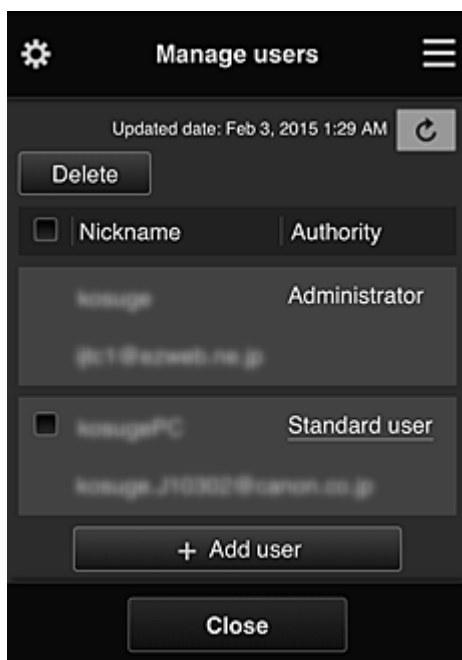 Manage users
Updated date: Feb 3, 2015 1:29 AM
Delete
Nickname Authority
Administrator
Standard user
+ Add user
Close